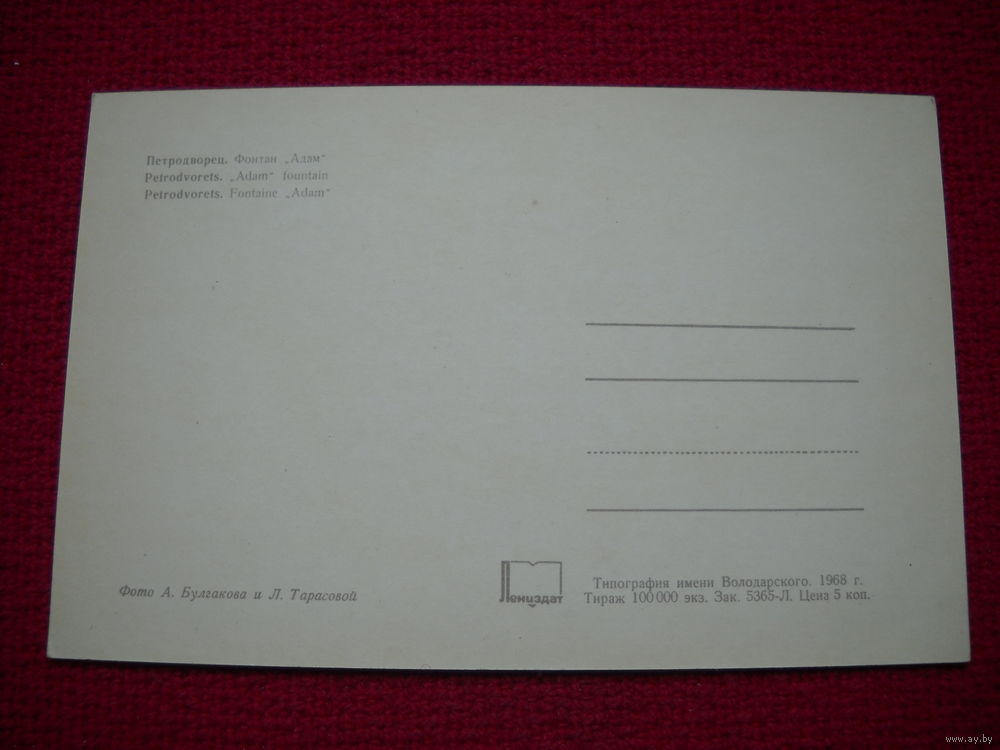 Петродворец. Фонтан „Адам“
Petrodvorets. „Adam“ fountain
Petrodvorets. Fontaine „Adam“
Фото А. Булгакова и Л. Тарасовой
Лениздат
Типография имени Володарского. 1968 г.
Тираж 100 000 экз. Зак. 5365-Л. Цена 5 коп.
www.ay.by